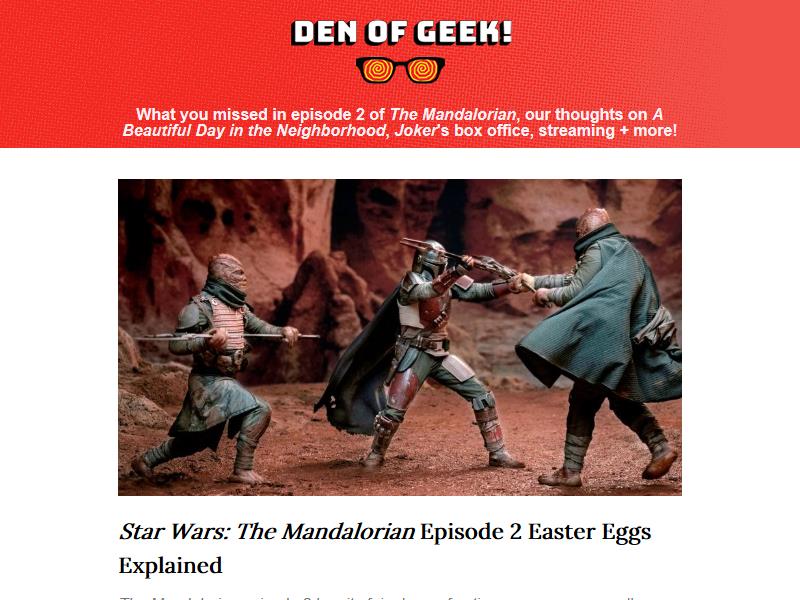 DEN OF GEEK!
What you missed in episode 2 of The Mandalorian, our thoughts on A
Beautiful Day in the Neighborhood, Joker's box office, streaming + more!
Star Wars: The Mandalorian Episode 2 Easter Eggs
Explained